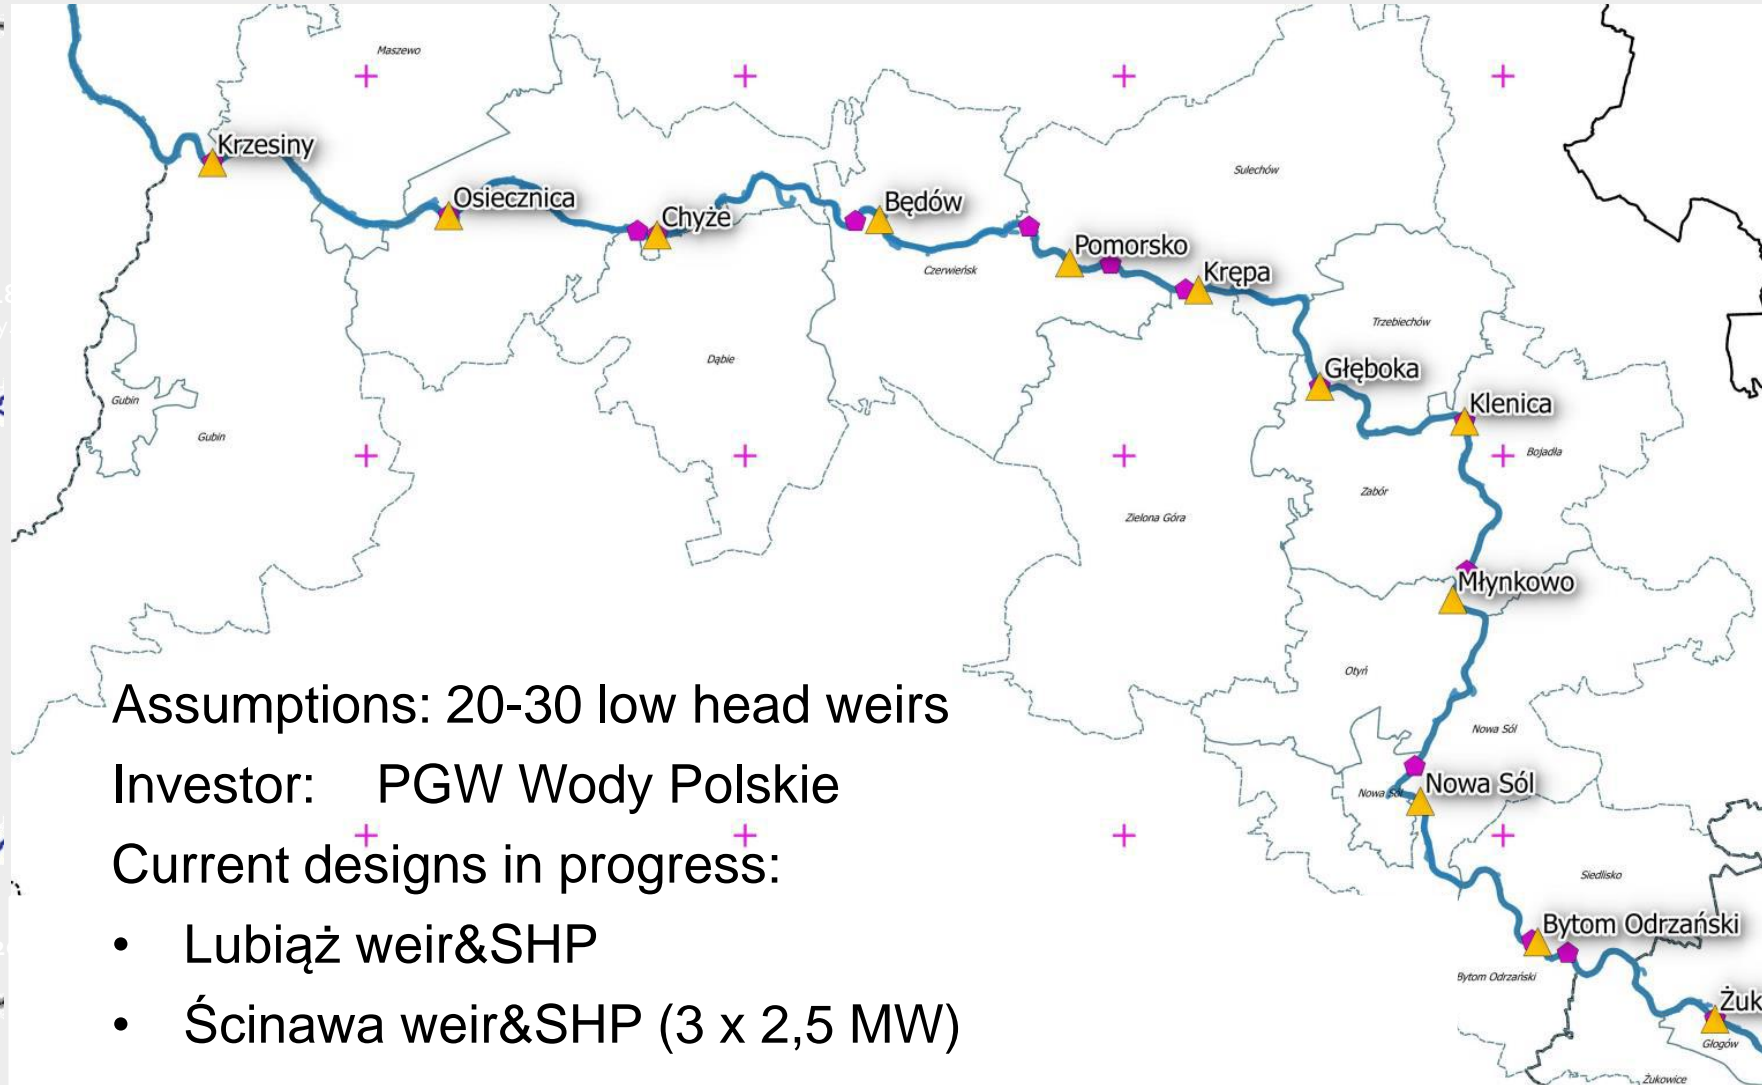 Maszewo
Krzesiny
Osiecznica
Chyże
Będów
Sulechów
Pomorsko
Czerwieńsk
Krępa
Trzebiechów
Dąbie
Głęboka
Klenica
Gubin
Gubin
Bojadła
Zabór
Zielona Góra
Młynkowo
Otyń
Assumptions: 20-30 low head weirs
Nowa Sól
Investor: PGW Wody Polskie
Nowa Sól
Nowa Sól
Current designs in progress:
Siedlisko
• Lubiąż weir&SHP
Bytom Odrzański
Bytom Odrzański
• Ścinawa weir&SHP (3 x 2,5 MW)
Żuk
Głogów
Żukowice